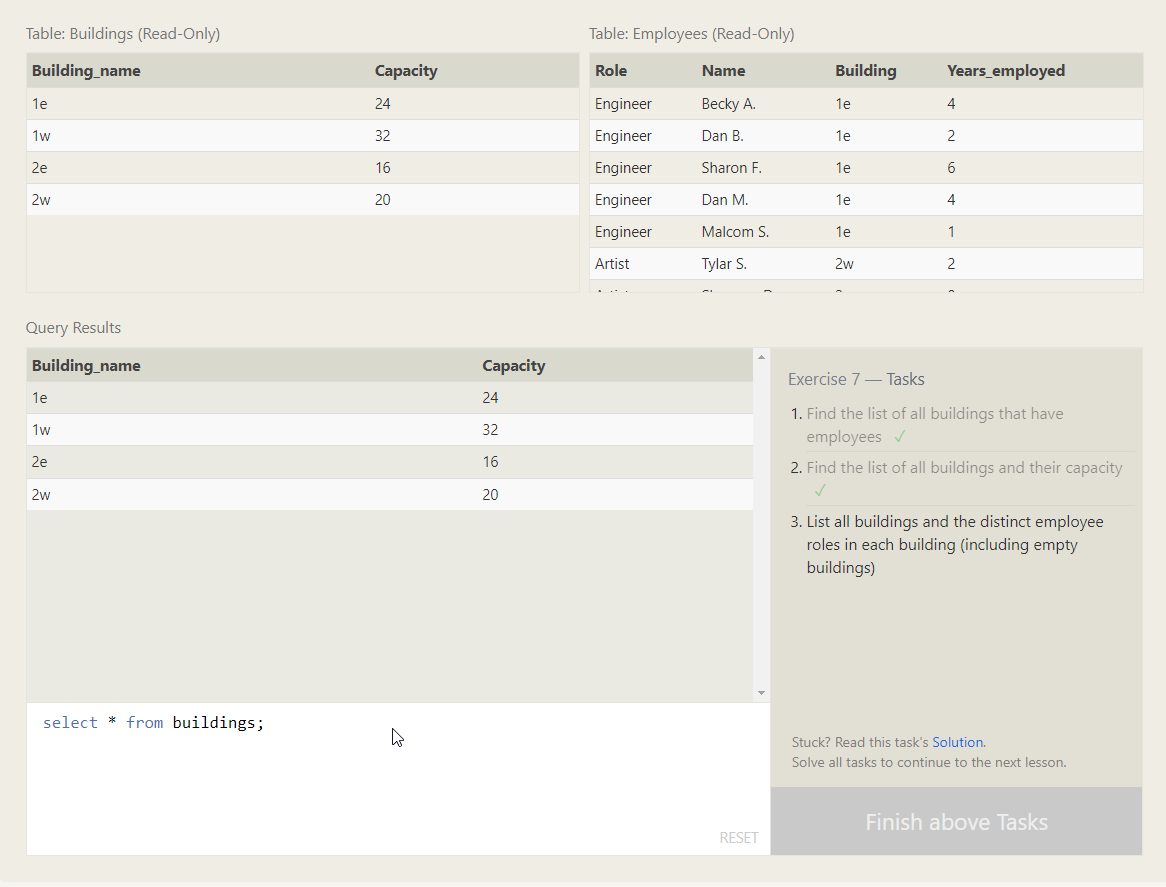 Table: Buildings (Read-Only)
Building_name Capacity
1e 24
1w 32
2e 16
2w 20
Table: Employees (Read-Only)
Role Name Building Years_employed
Engineer Becky A. 1e 4
Engineer Dan B. 1e 2
Engineer Sharon F. 1e 6
Engineer Dan M. 1e 4
Engineer Malcom S. 1e 1
Artist Tylar S. 2w 2
Query Results
Building_name Capacity
1e 24
1w 32
2e 16
2w 20
select * from buildings;
RESET
Exercise 7 — Tasks
1. Find the list of all buildings that have
employees ✓
2. Find the list of all buildings and their capacity
✓
3. List all buildings and the distinct employee
roles in each building (including empty
buildings)
Stuck? Read this task's Solution.
Solve all tasks to continue to the next lesson.
Finish above Tasks